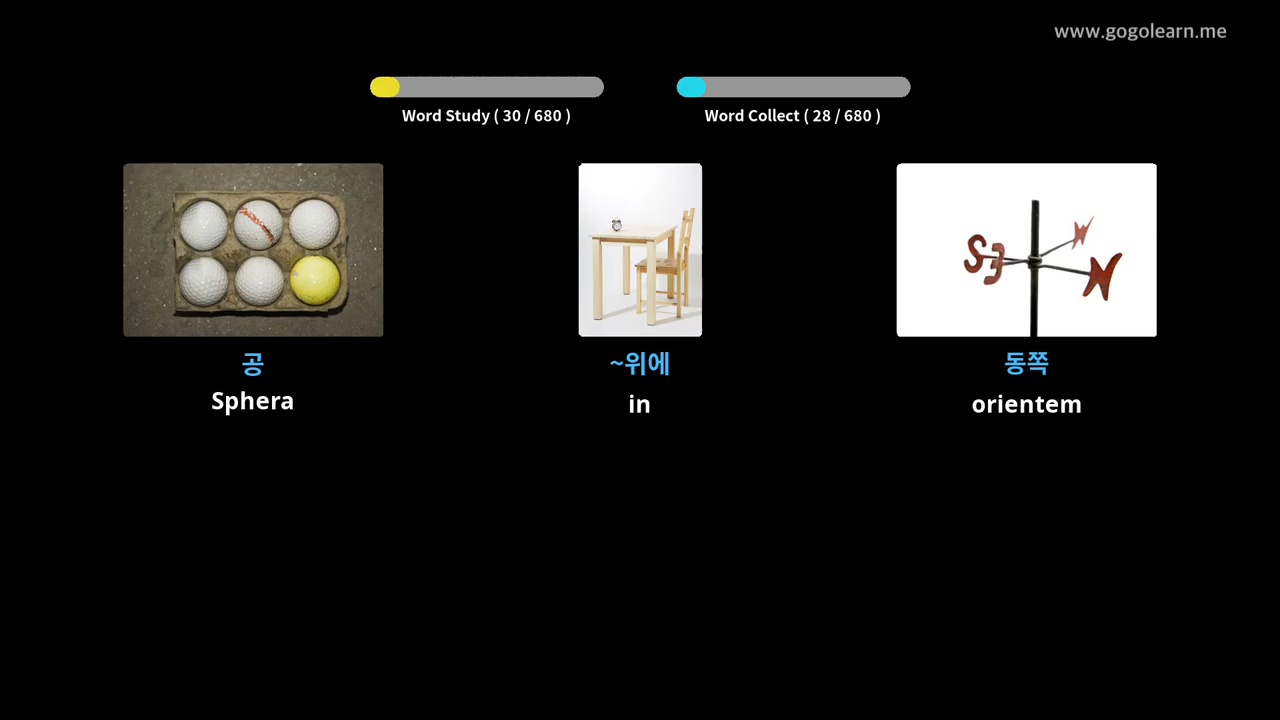 www.gogolearn.me
Word Study ( 30 / 680 )
Word Collect ( 28 / 680 )
공
~위에
동쪽
Sphera
in
orientem